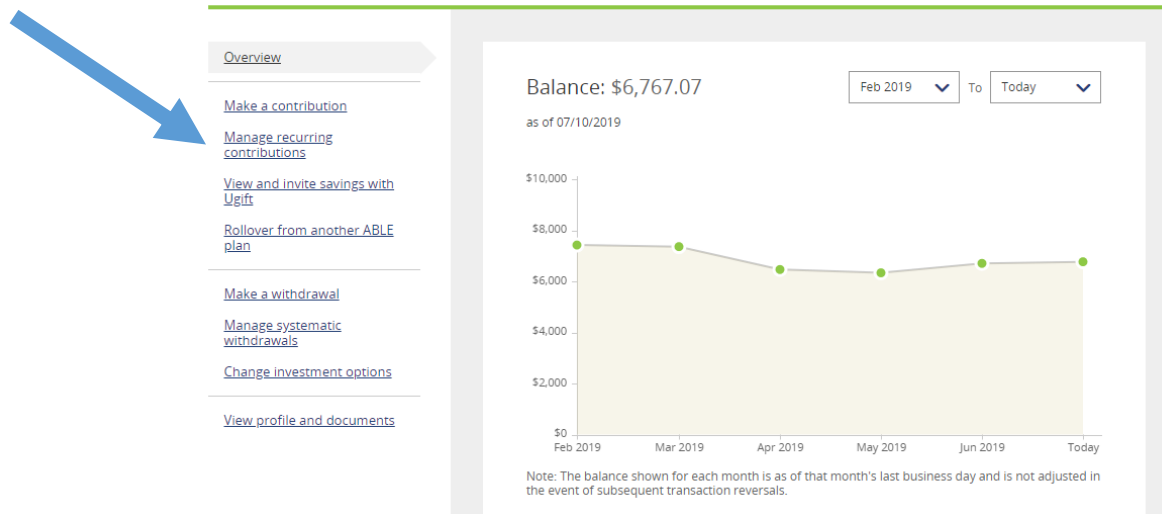 Overview
Make a contribution
Manage recurring
contributions
View and invite savings with
Ugift
Rollover from another ABLE
plan
Make a withdrawal
Manage systematic
withdrawals
Change investment options
View profile and documents
Balance: $6,767.07
Feb 2019 To Today
as of 07/10/2019
$10,000
$8,000
$6,000
$4,000
$2,000
$0
Feb 2019 Mar 2019 Apr 2019 May 2019 Jun 2019 Today
Note: The balance shown for each month is as of that month's last business day and is not adjusted in
the event of subsequent transaction reversals.